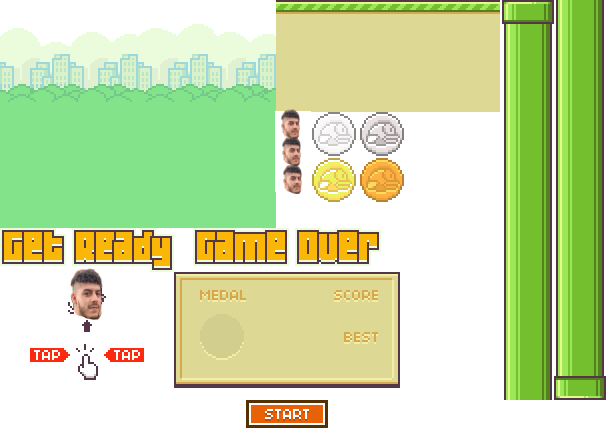 Get Ready
Game Over
MEDAL
SCORE
BEST
TAP
TAP
START